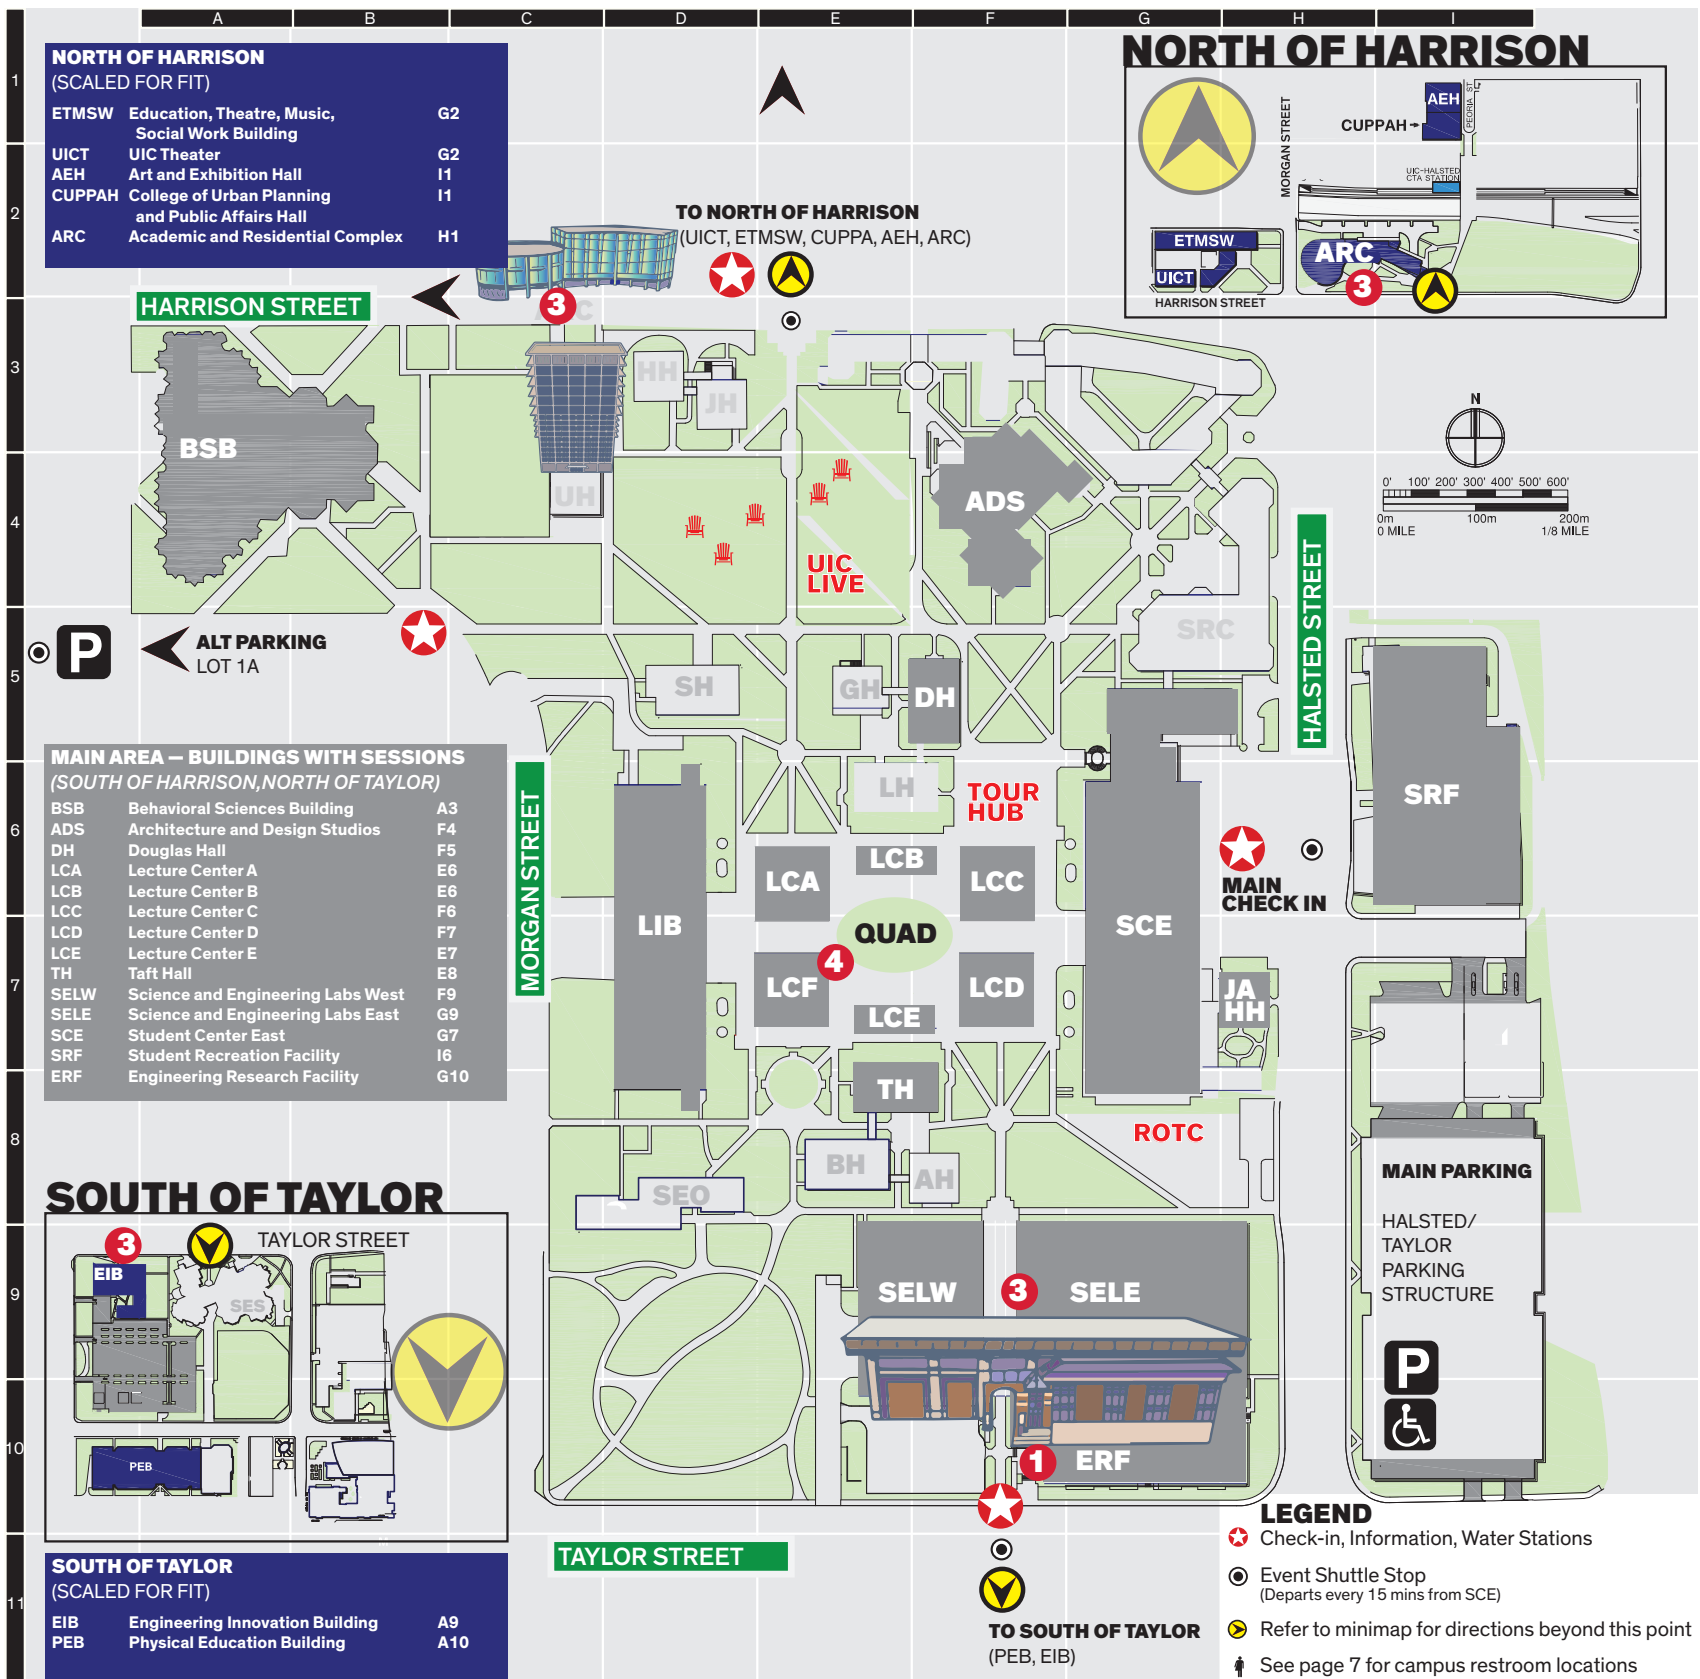 A B C D E F G H I
1
2
3
4
5
6
7
8
9
10
11
NORTH OF HARRISON
(SCALED FOR FIT)
ETMSW Education, Theatre, Music, G2
Social Work Building
UICT UIC Theater G2
AEH Art and Exhibition Hall I1
CUPPAH College of Urban Planning I1
and Public Affairs Hall
ARC Academic and Residential Complex H1
NORTH OF HARRISON
AEH
CUPPAH
PEORIA ST
MORGAN STREET
UIC-HALSTED
CTA STATION
ETMSW
UICT
ARC
3
HARRISON STREET
TO NORTH OF HARRISON
(UICT, ETMSW, CUPPA, AEH, ARC)
HARRISON STREET
3
ARC
BSB
HH
JH
UH
ADS
UIC
LIVE
N
0' 100' 200' 300' 400' 500' 600'
0m 100m 200m
0 MILE 1/8 MILE
HALSTED STREET
P
ALT PARKING
LOT 1A
SRC
SH
GH
DH
MAIN AREA — BUILDINGS WITH SESSIONS
(SOUTH OF HARRISON,NORTH OF TAYLOR)
BSB Behavioral Sciences Building A3
ADS Architecture and Design Studios F4
DH Douglas Hall F5
LCA Lecture Center A E6
LCB Lecture Center B E6
LCC Lecture Center C F6
LCD Lecture Center D F7
LCE Lecture Center E E7
TH Taft Hall E8
SELW Science and Engineering Labs West F9
SELE Science and Engineering Labs East G9
SCE Student Center East G7
SRF Student Recreation Facility I6
ERF Engineering Research Facility G10
MORGAN STREET
LH
TOUR
HUB
SRF
LCA
LCB
LCC
MAIN
CHECK IN
LIB
QUAD
SCE
4
LCF
LCD
LCE
JA
HH
TH
ROTC
BH
AH
SEO
MAIN PARKING
HALSTED/
TAYLOR
PARKING
STRUCTURE
P
SOUTH OF TAYLOR
3
TAYLOR STREET
EIB
SES
PEB
SELW
3
SELE
1
ERF
TAYLOR STREET
SOUTH OF TAYLOR
(SCALED FOR FIT)
EIB Engineering Innovation Building A9
PEB Physical Education Building A10
TO SOUTH OF TAYLOR
(PEB, EIB)
LEGEND
Check-in, Information, Water Stations
Event Shuttle Stop
(Departs every 15 mins from SCE)
Refer to minimap for directions beyond this point
See page 7 for campus restroom locations